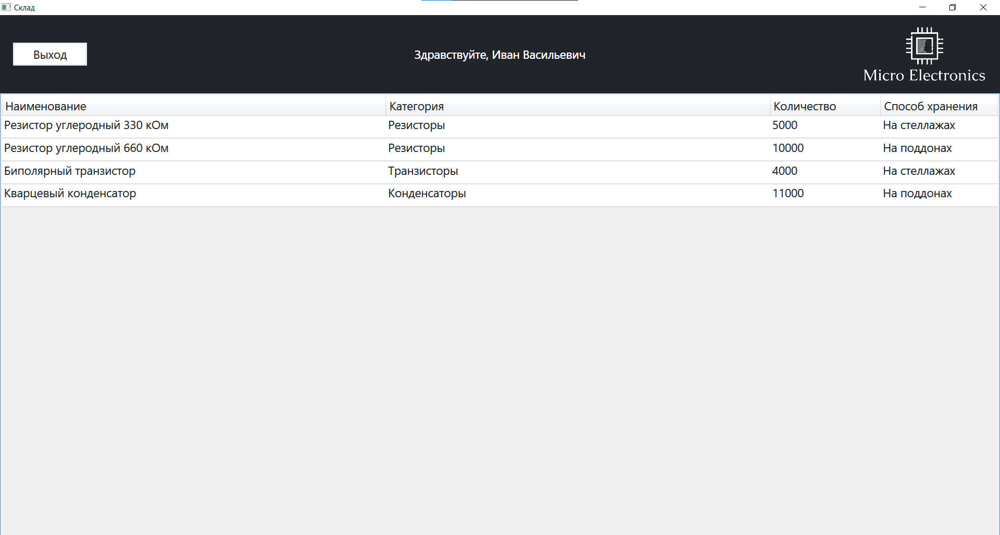 Склад
Выход
Здравствуйте, Иван Васильевич
Micro Electronics
Наименование Категория Количество Способ хранения
Резистор углеродный 330 кОм Резисторы 5000 На стеллажах
Резистор углеродный 660 кОм Резисторы 10000 На поддонах
Биполярный транзистор Транзисторы 4000 На стеллажах
Кварцевый конденсатор Конденсаторы 11000 На поддонах